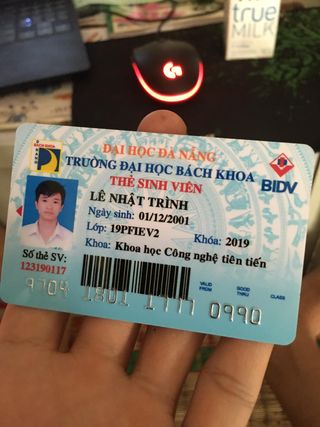 true
MILK
G
BÁCH KHOA
ĐẠI HỌC ĐÀ NẴNG
TRƯỜNG ĐẠI HỌC BÁCH KHOA
THẺ SINH VIÊN
BIDV
LÊ NHẬT TRÌNH
Ngày sinh: 01/12/2001
Lớp: 19PFIEV2 Khóa: 2019
Khoa: Khoa học Công nghệ tiên tiến
Số thẻ SV:
123190117
VALID FROM GOOD THRU CLASS
9704 1801 1777 0990